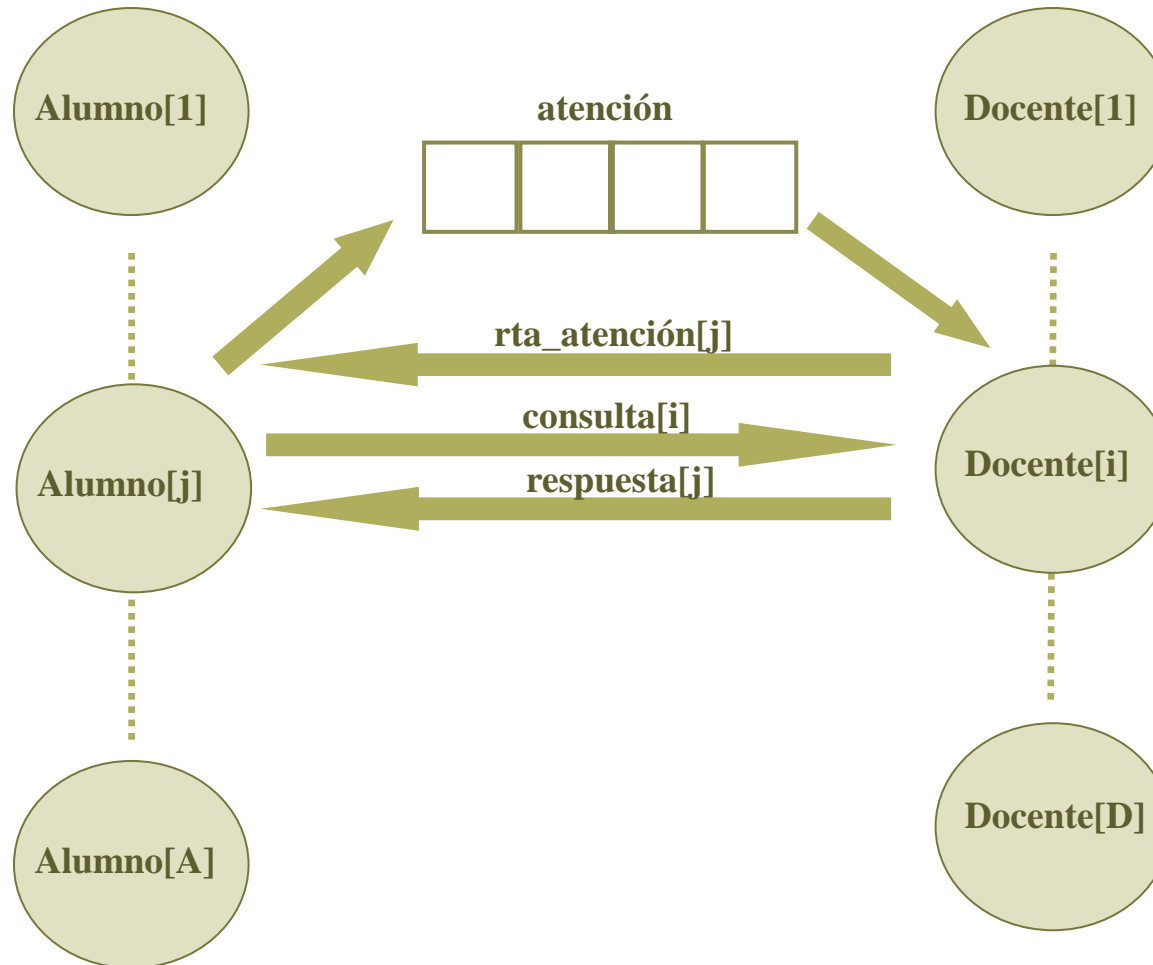 Alumno[1]
atención
Docente[1]
rta_atención[j]
consulta[i]
Alumno[j]
respuesta[j]
Docente[i]
Alumno[A]
Docente[D]